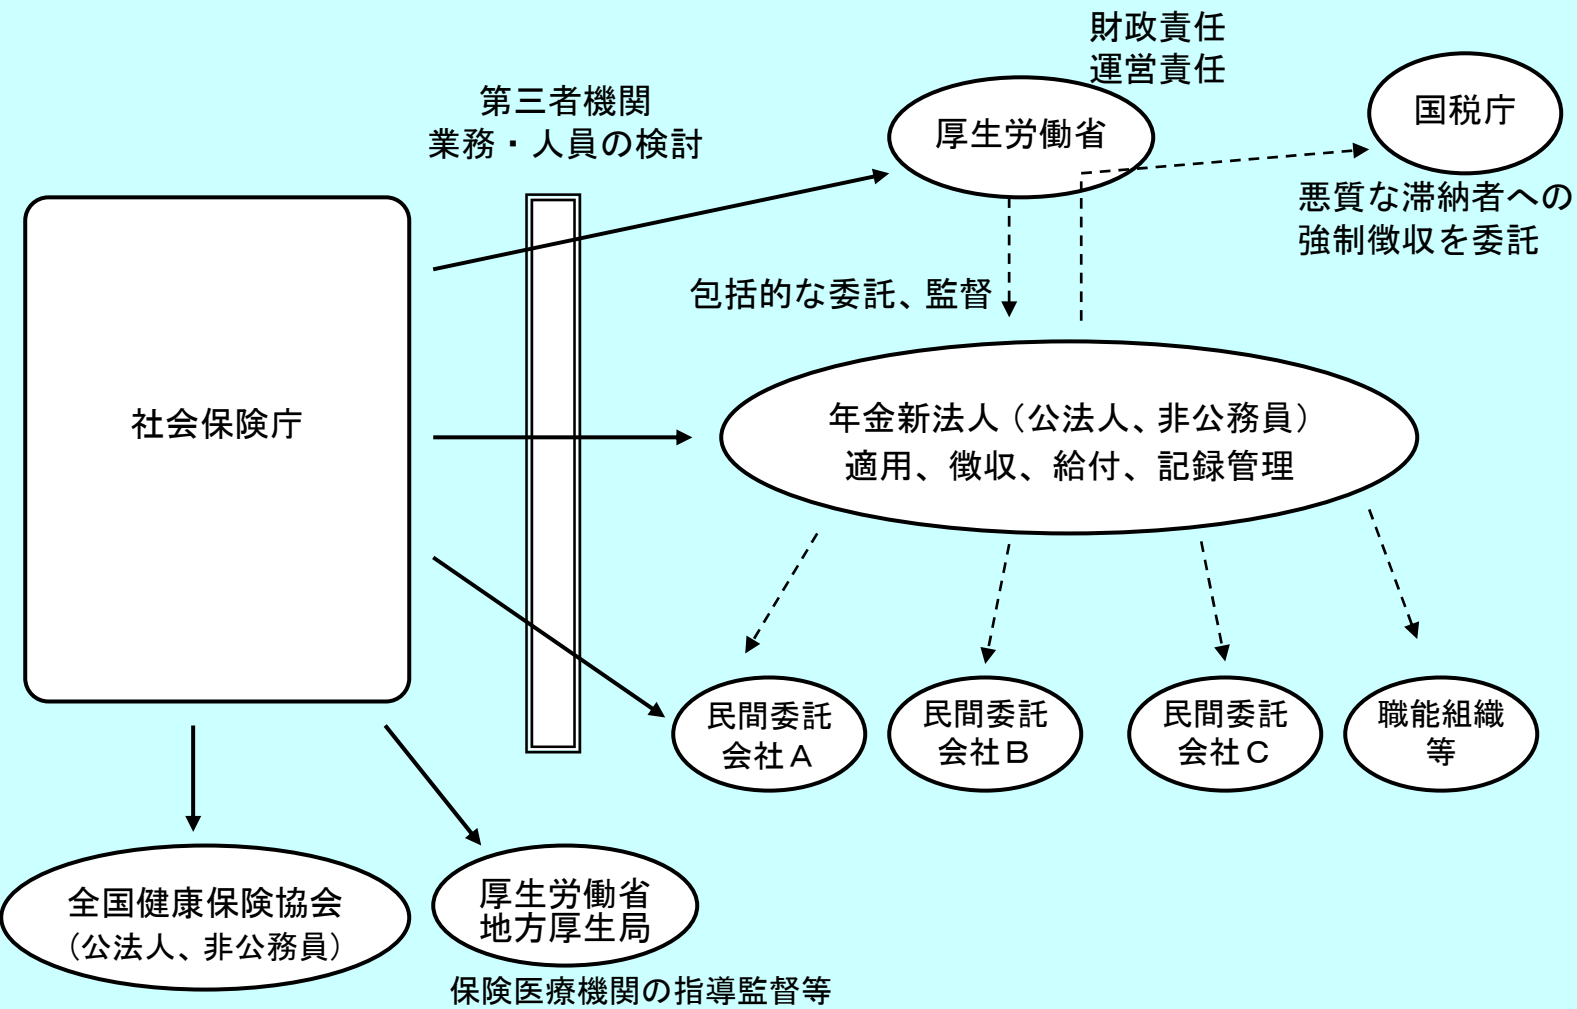 財政責任
運営責任
第三者機関
業務・人員の検討
厚生労働省
国税庁
悪質な滞納者への
強制徴収を委託
包括的な委託、監督
社会保険庁
年金新法人（公法人、非公務員）
適用、徴収、給付、記録管理
民間委託
会社Ａ
民間委託
会社Ｂ
民間委託
会社Ｃ
職能組織
等
全国健康保険協会
（公法人、非公務員）
厚生労働省
地方厚生局
保険医療機関の指導監督等